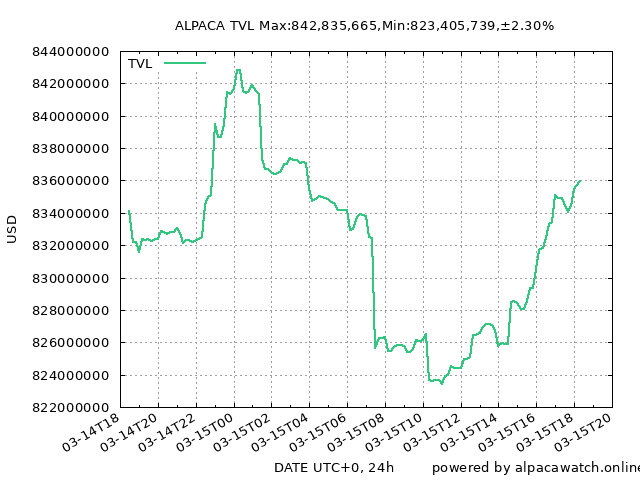 ALPACA TVL Max:842,835,665,Min:823,405,739,±2.30%
TVL
844000000
842000000
840000000
838000000
836000000
834000000
832000000
830000000
828000000
826000000
824000000
822000000
USD
03-14T18
03-14T20
03-14T22
03-15T00
03-15T02
03-15T04
03-15T06
03-15T08
03-15T10
03-15T12
03-15T14
03-15T16
03-15T18
03-15T20
DATE UTC+0, 24h
powered by alpacawatch.online